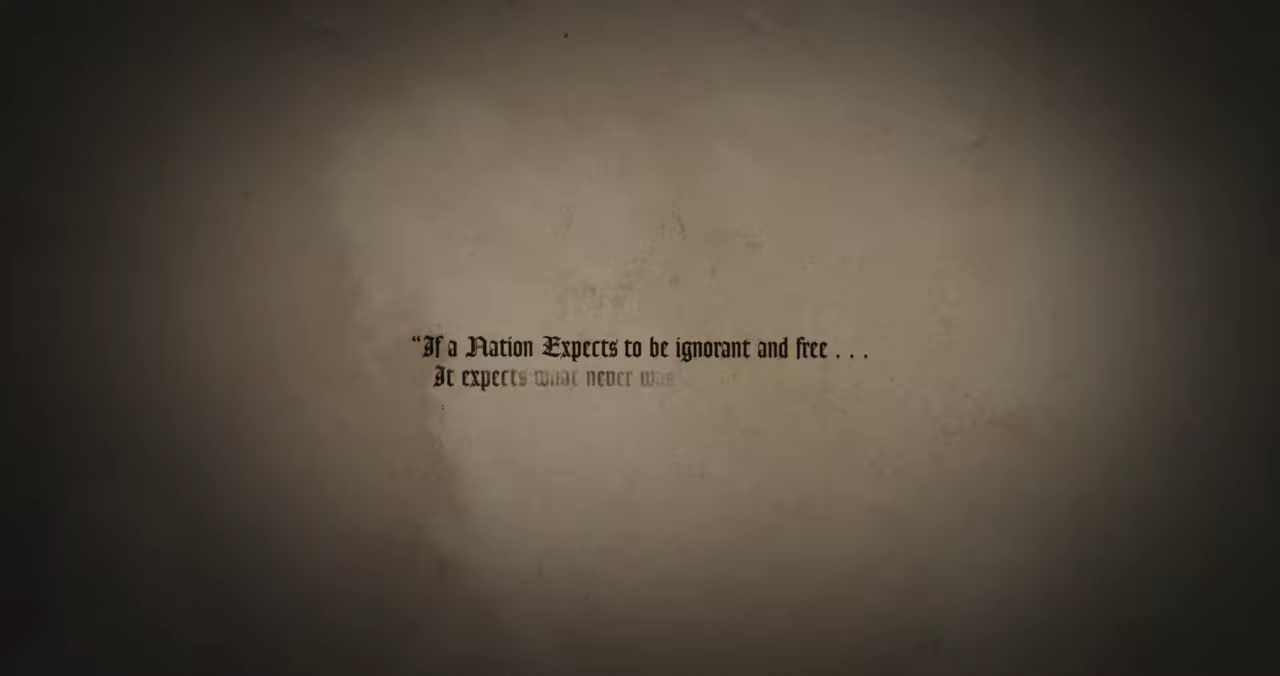 “If a Nation Expects to be ignorant and free . . .
It expects what never was